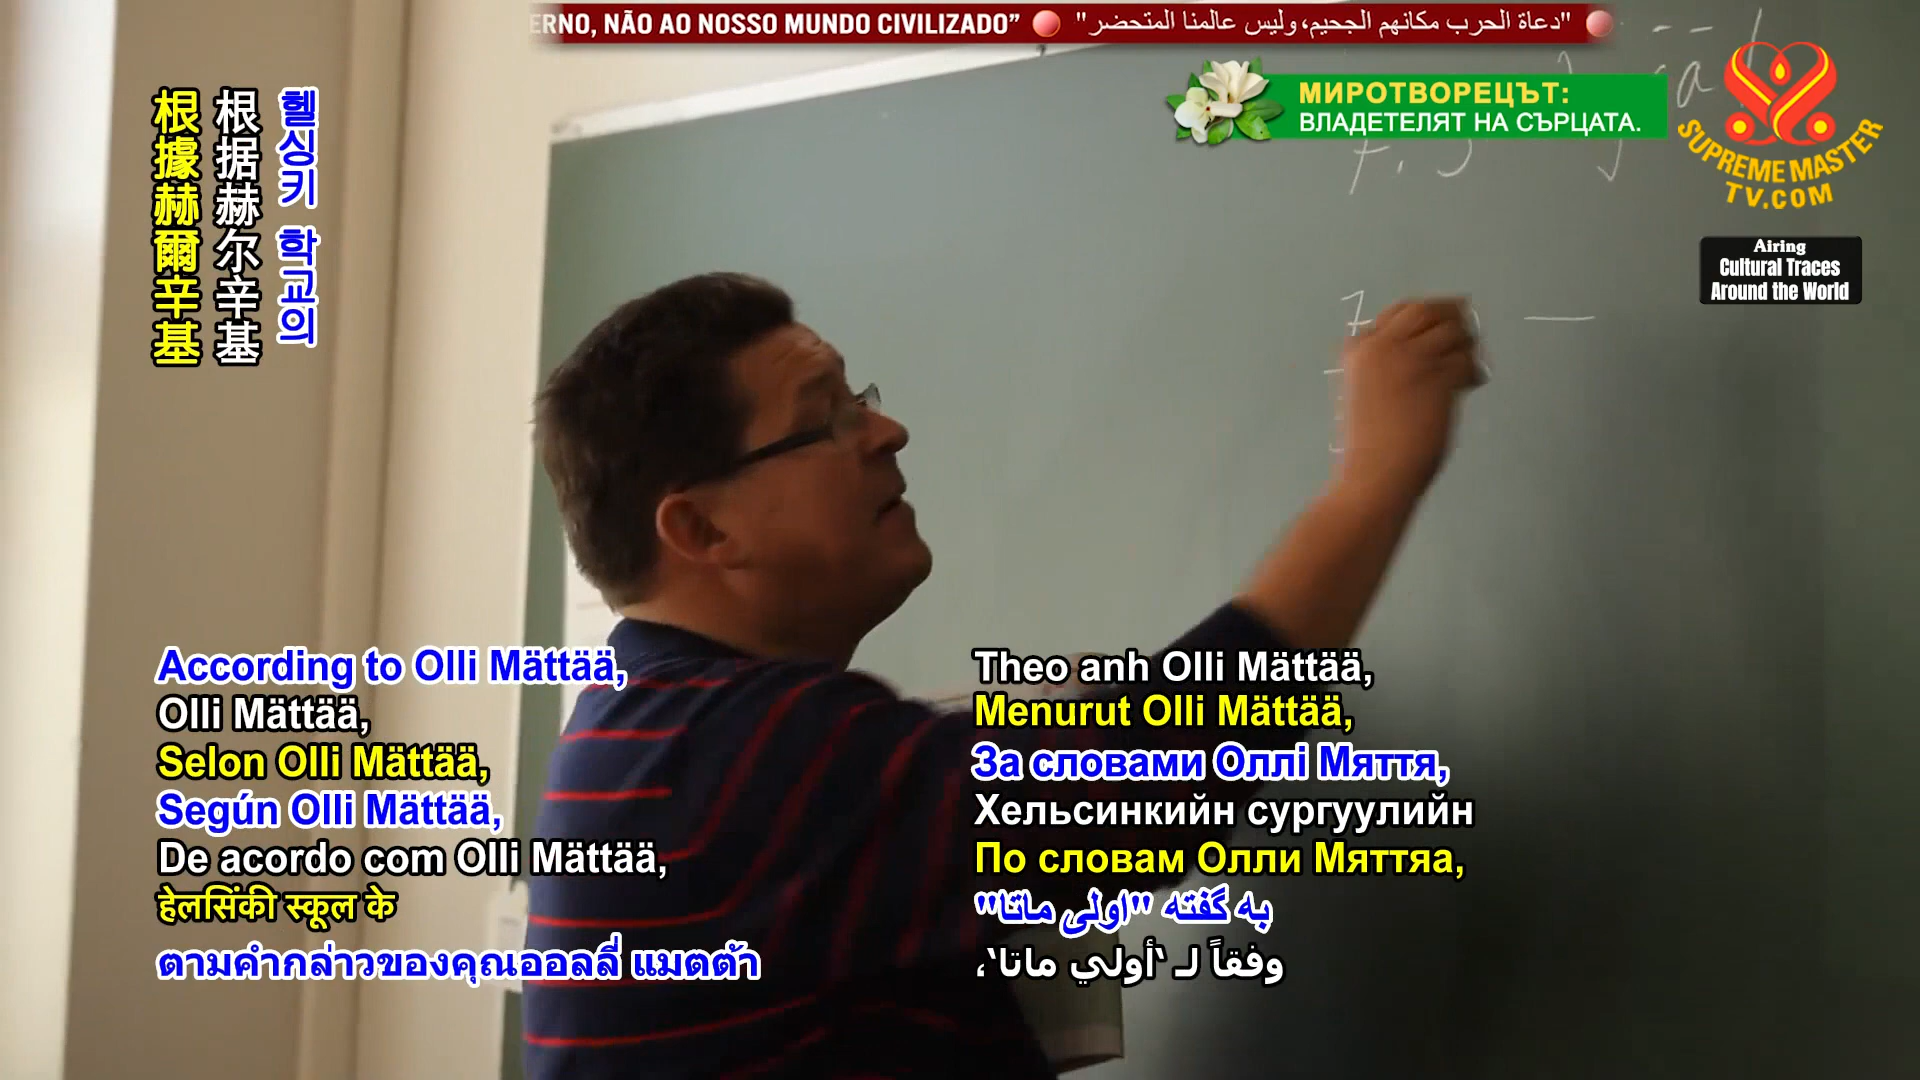 ERNO, NÃO AO NOSSO MUNDO CIVILIZADO” "دعاة الحرب مكانهم الجحيم، وليس عالمنا المتحضر"
МИРОТВОРЕЦЪТ:
ВЛАДЕТЕЛЯТ НА СЪРЦАТА.
SUPREME MASTER
TV.COM
Airing
Cultural Traces
Around the World
헬싱키 학교의
根据赫尔辛基
根據赫爾辛基
According to Olli Mättää,
Olli Mättää,
Selon Olli Mättää,
Según Olli Mättää,
De acordo com Olli Mättää,
हेलसिंकी स्कूल के
ตามคำกล่าวของคุณออลลี่ แมตต้า
Theo anh Olli Mättää,
Menurut Olli Mättää,
За словами Оллі Мяття,
Хельсинкийн сургуулийн
По словам Олли Мяттяа,
به گفته "اولی ماتا"
وفقاً لـ ‛أولي ماتا‛،